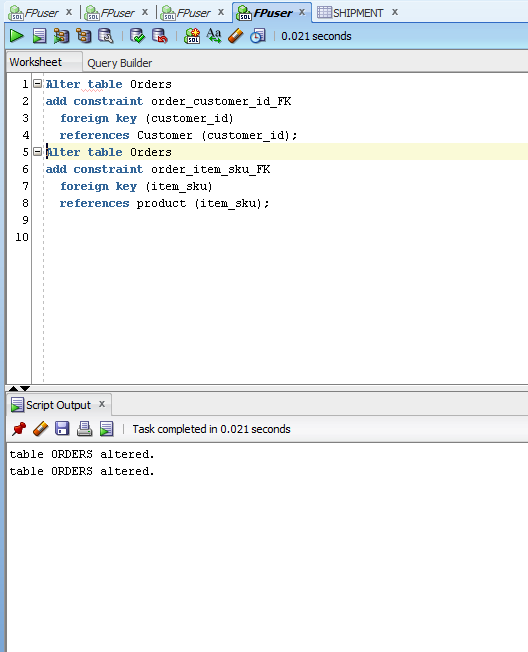 FPuser x FPuser x FPuser x FPuser x SHIPMENT x
0.021 seconds
Worksheet Query Builder
1 Alter table Orders
2 add constraint order_customer_id_FK
3 foreign key (customer_id)
4 references Customer (customer_id);
5 Alter table Orders
6 add constraint order_item_sku_FK
7 foreign key (item_sku)
8 references product (item_sku);
9
10
Script Output x
Task completed in 0.021 seconds
table ORDERS altered.
table ORDERS altered.